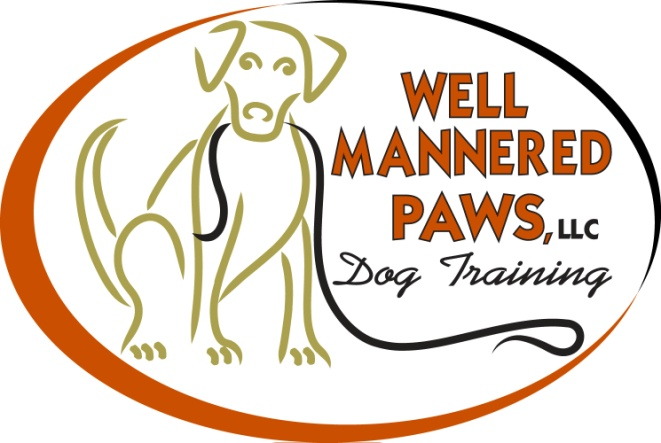 WELL
MANNERED
PAWS, LLC
Dog Training